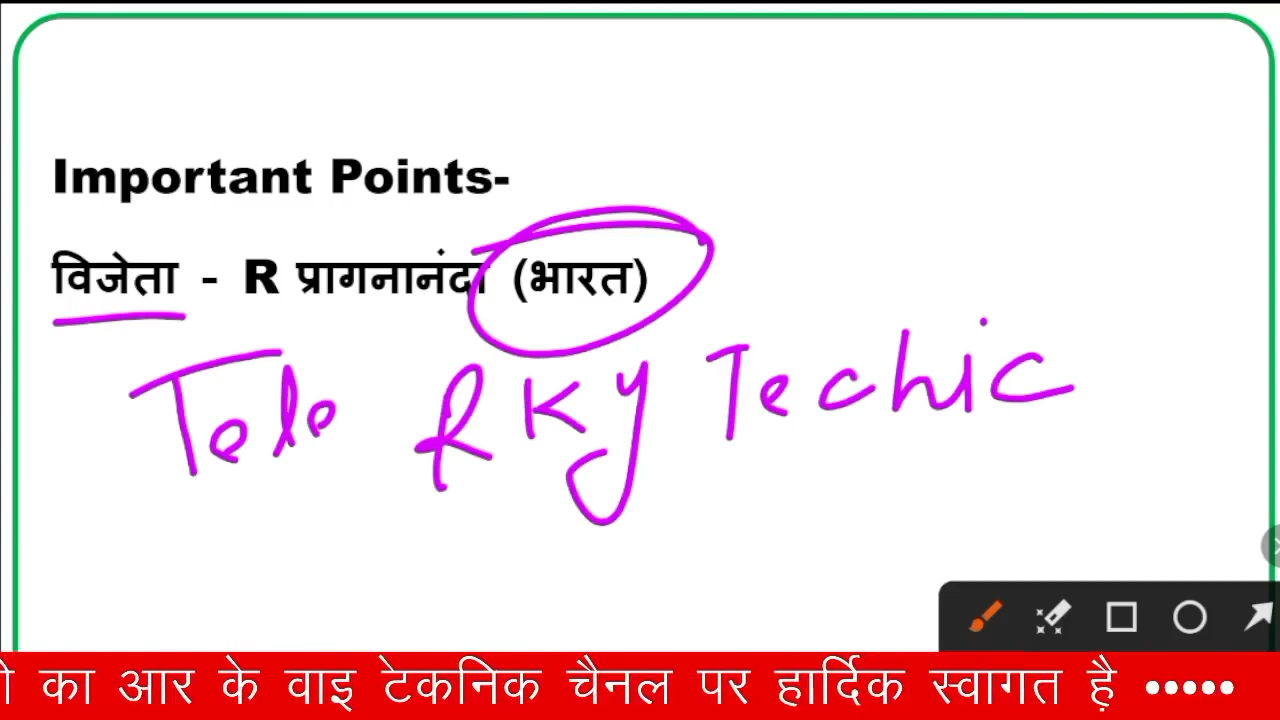 Important Points-
विजेता - R प्रागनानंदा (भारत)
Tele RKY Techic
का आर के वाइ टेकनिक चैनल पर हार्दिक स्वागत है •••••